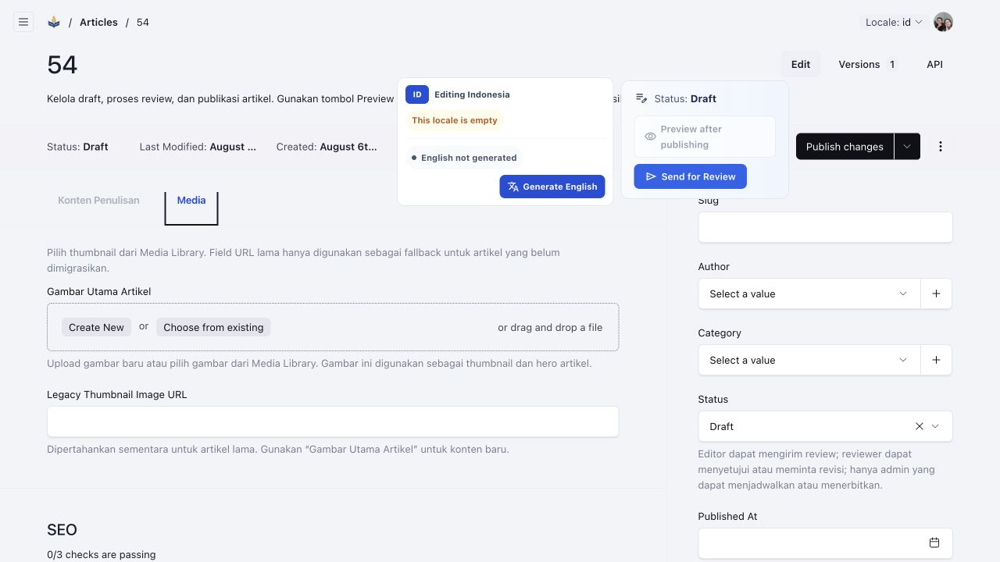 / Articles / 54
Locale: id
54
Edit
Versions 1
API
Kelola draft, proses review, dan publikasi artikel. Gunakan tombol Preview
ID Editing Indonesia
This locale is empty
English not generated
Generate English
Status: Draft
Preview after
publishing
Send for Review
Status: Draft
Last Modified: August ...
Created: August 6t...
Publish changes
Konten Penulisan
Media
Pilih thumbnail dari Media Library. Field URL lama hanya digunakan sebagai fallback untuk artikel yang belum
dimigrasikan.
Gambar Utama Artikel
Create New or Choose from existing
or drag and drop a file
Upload gambar baru atau pilih gambar dari Media Library. Gambar ini digunakan sebagai thumbnail dan hero artikel.
Legacy Thumbnail Image URL
Dipertahankan sementara untuk artikel lama. Gunakan “Gambar Utama Artikel” untuk konten baru.
SEO
0/3 checks are passing
Slug
Author
Select a value
Category
Select a value
Status
Draft
Editor dapat mengirim review; reviewer dapat
menyetujui atau meminta revisi; hanya admin yang
dapat menjadwalkan atau menerbitkan.
Published At